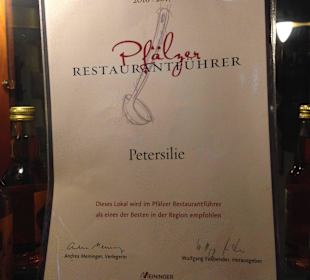 Pfälzer
RESTAURANTFÜHRER
Petersilie
Dieses Lokal wird im Pfälzer Restaurantführer
als eines der Besten in der Region empfohlen
Andrea Meininger, Verlegerin
Wolfgang Faßbender, Herausgeber
MEININGER